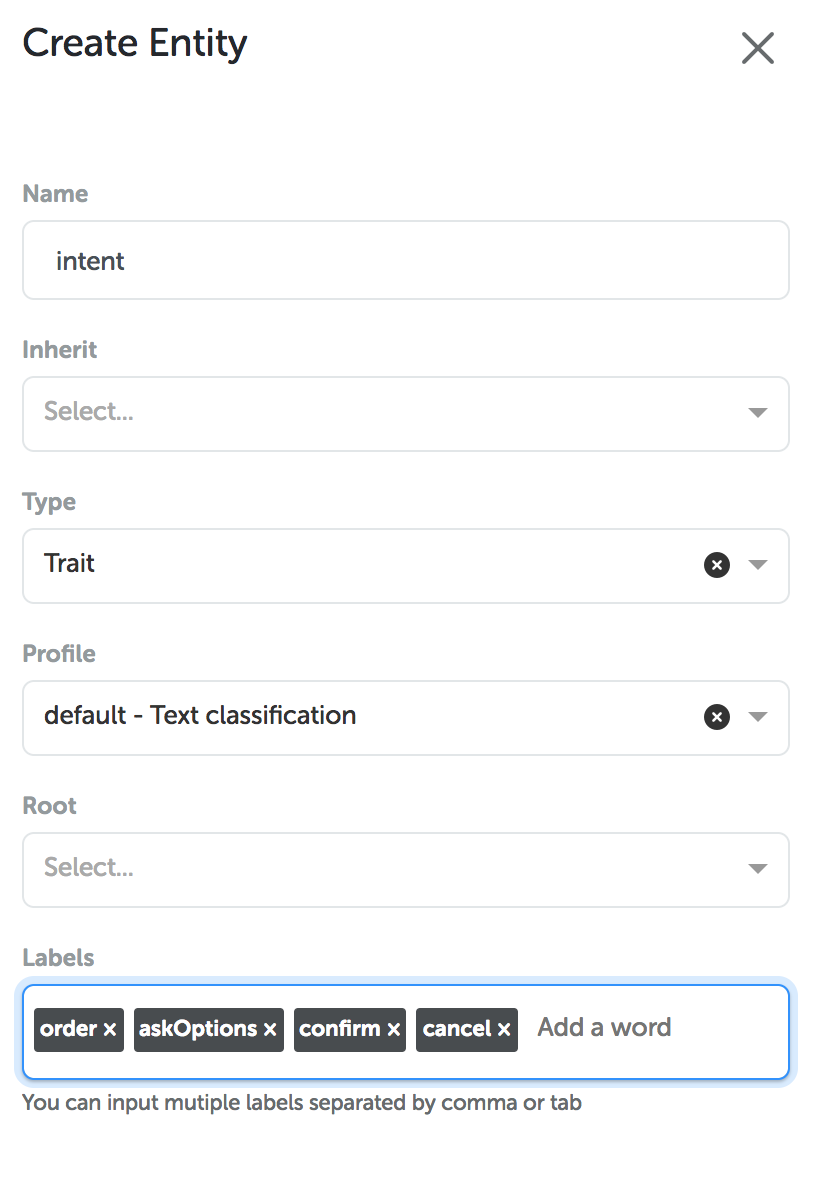 Create Entity
Name
intent
Inherit
Select...
Type
Trait
Profile
default - Text classification
Root
Select...
Labels
order × askOptions × confirm × cancel × Add a word
You can input mutiple labels separated by comma or tab